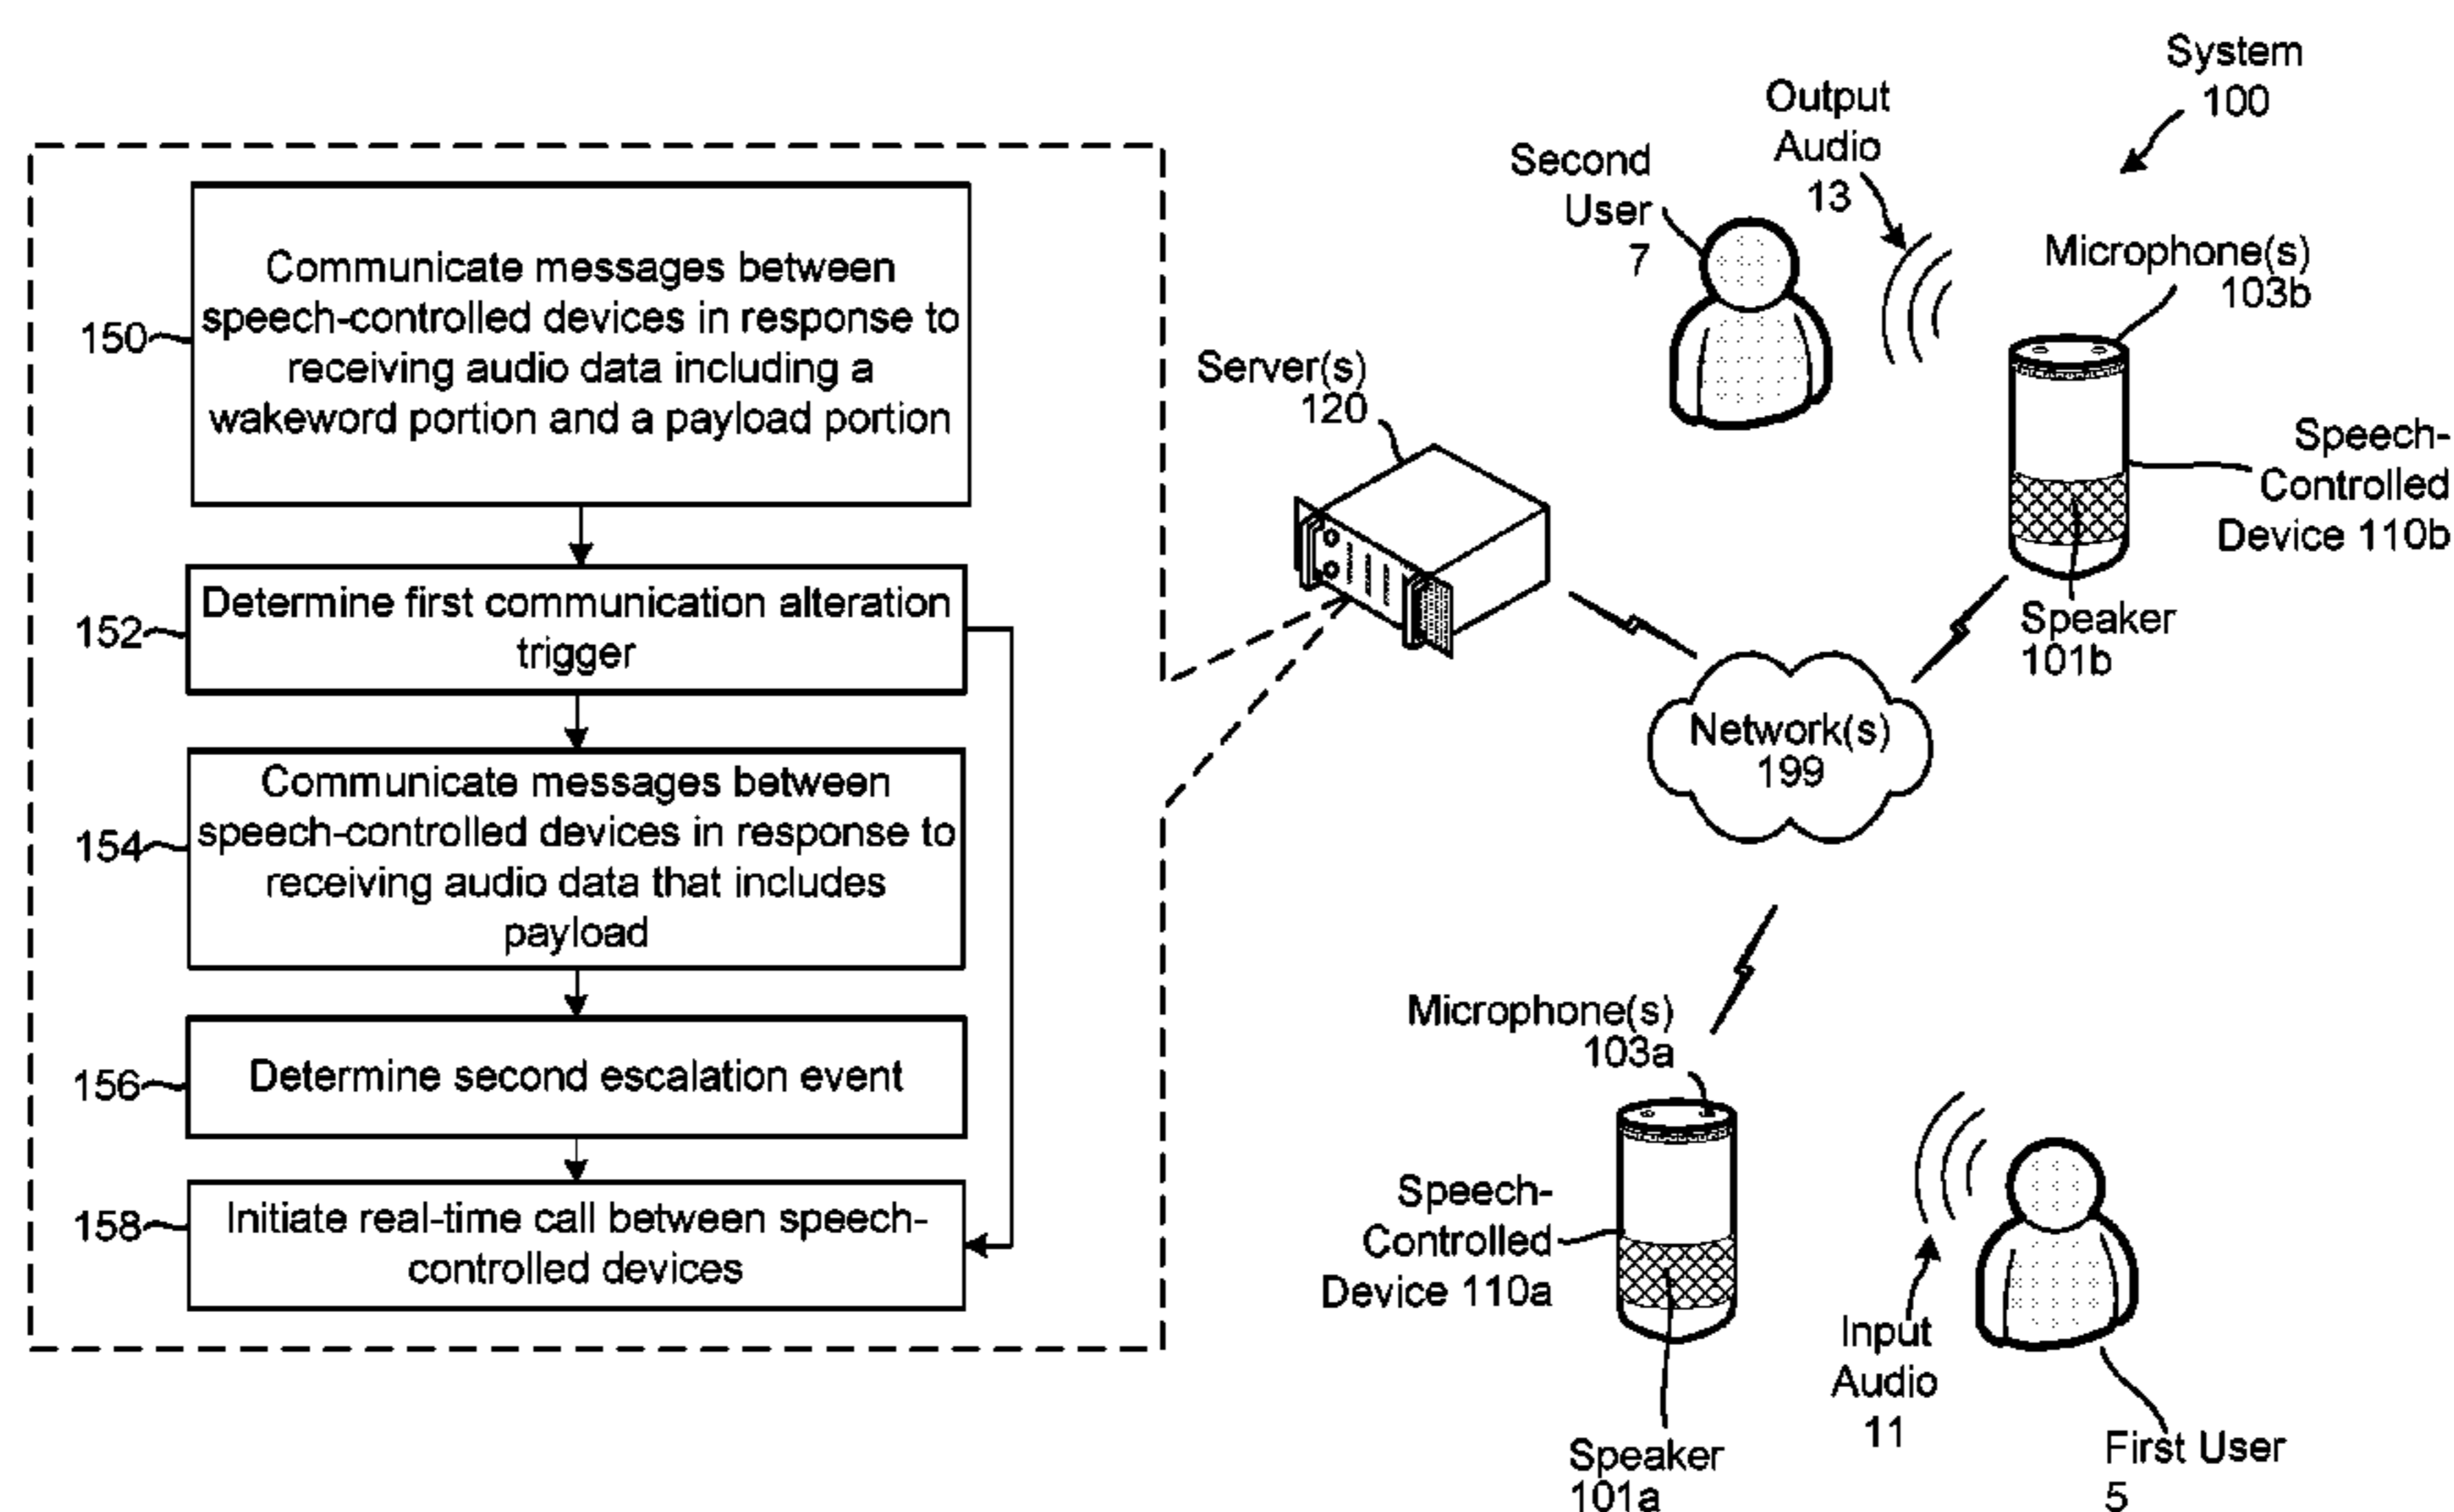 150
Communicate messages between
speech-controlled devices in response to
receiving audio data including a
wakeword portion and a payload portion
152
Determine first communication alteration
trigger
154
Communicate messages between
speech-controlled devices in response to
receiving audio data that includes
payload
156
Determine second escalation event
158
Initiate real-time call between speech-
controlled devices
System
100
Output
Audio
13
Second
User
7
Microphone(s)
103b
Server(s)
120
Speech-
Controlled
Device 110b
Speaker
101b
Network(s)
199
Microphone(s)
103a
Speech-
Controlled
Device 110a
Speaker
101a
Input
Audio
11
First User
5